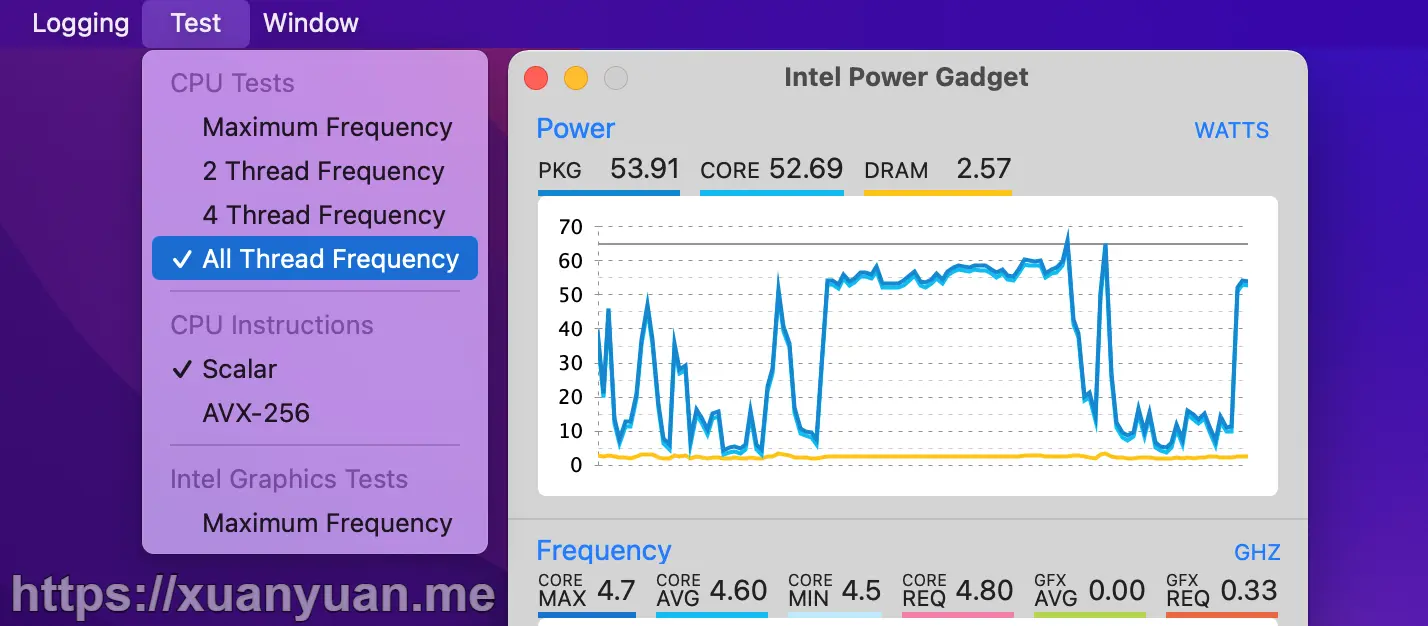 Logging Test Window
CPU Tests
Maximum Frequency
2 Thread Frequency
4 Thread Frequency
✓ All Thread Frequency
CPU Instructions
✓ Scalar
AVX-256
Intel Graphics Tests
Maximum Frequency
Intel Power Gadget
Power WATTS
PKG 53.91 CORE 52.69 DRAM 2.57
70
60
50
40
30
20
10
0
Frequency GHZ
CORE MAX 4.7 CORE AVG 4.60 CORE MIN 4.5 CORE REQ 4.80 GFX AVG 0.00 GFX REQ 0.33
https://xuanyuan.me